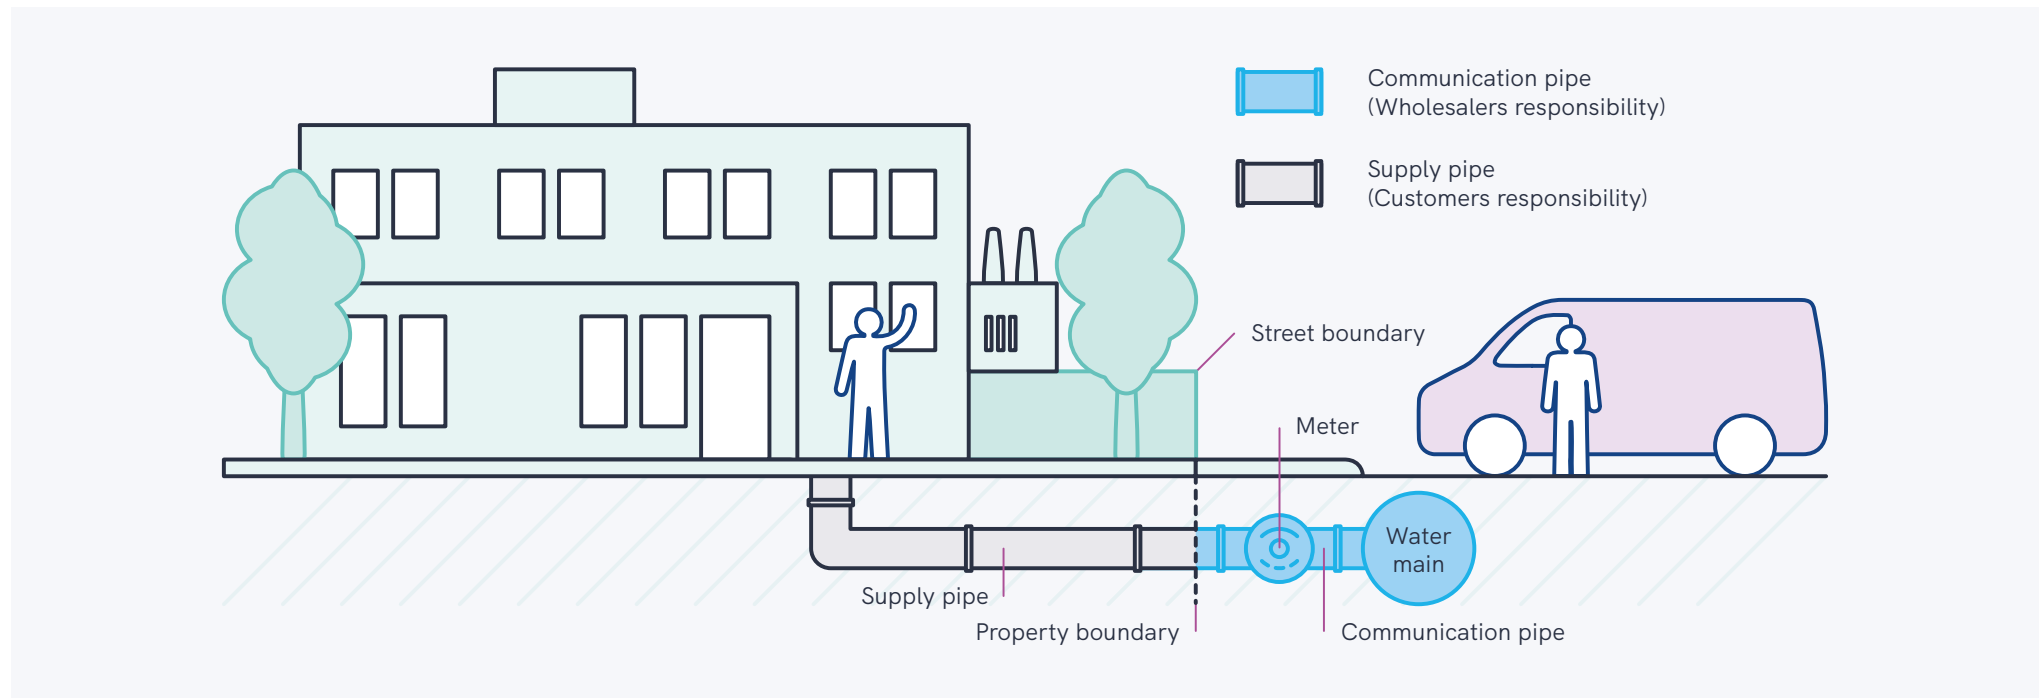 Communication pipe
(Wholesalers responsibility)
Supply pipe
(Customers responsibility)
Street boundary
Meter
Water
main
Supply pipe
Property boundary
Communication pipe